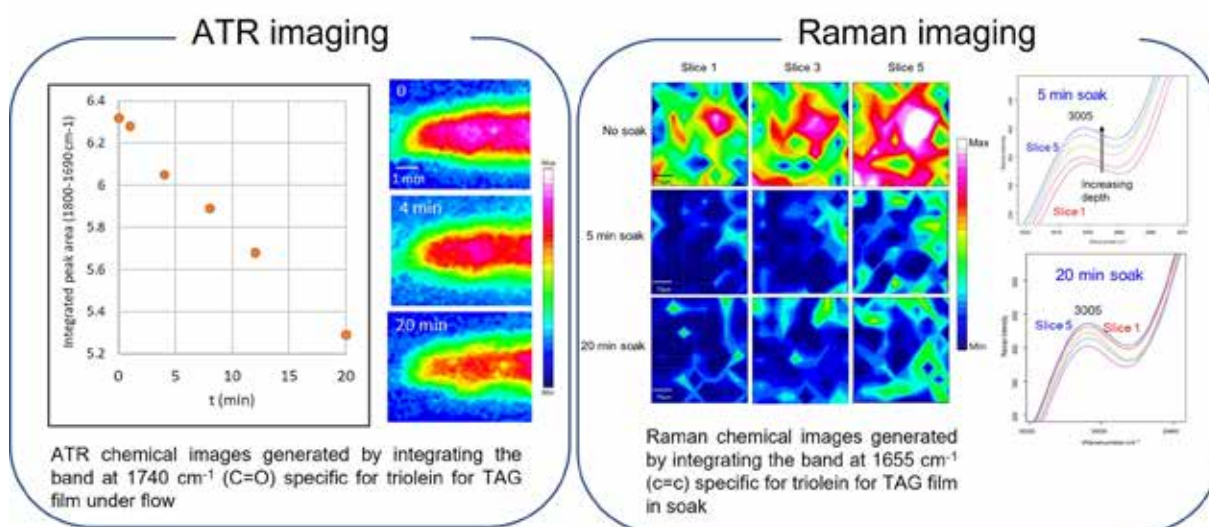 ATR imaging
Integrated peak area (1800-1690 cm-1)
6.4
6.2
6
5.8
5.6
5.4
5.2
0
5
10
15
20
t (min)
0
1 mm
4 min
20 min
Max
Min
ATR chemical images generated by integrating the
band at 1740 cm⁻¹ (C=O) specific for triolein for TAG
film under flow
Raman imaging
Slice 1
Slice 3
Slice 5
No soak
5 min soak
20 min soak
Max
Min
Raman chemical images generated
by integrating the band at 1655 cm⁻¹
(c=c) specific for triolein for TAG film
in soak
5 min soak
3005
Slice 5
Increasing
depth
Slice 1
20 min soak
3005
Slice 5
Slice 1
Raman intensity